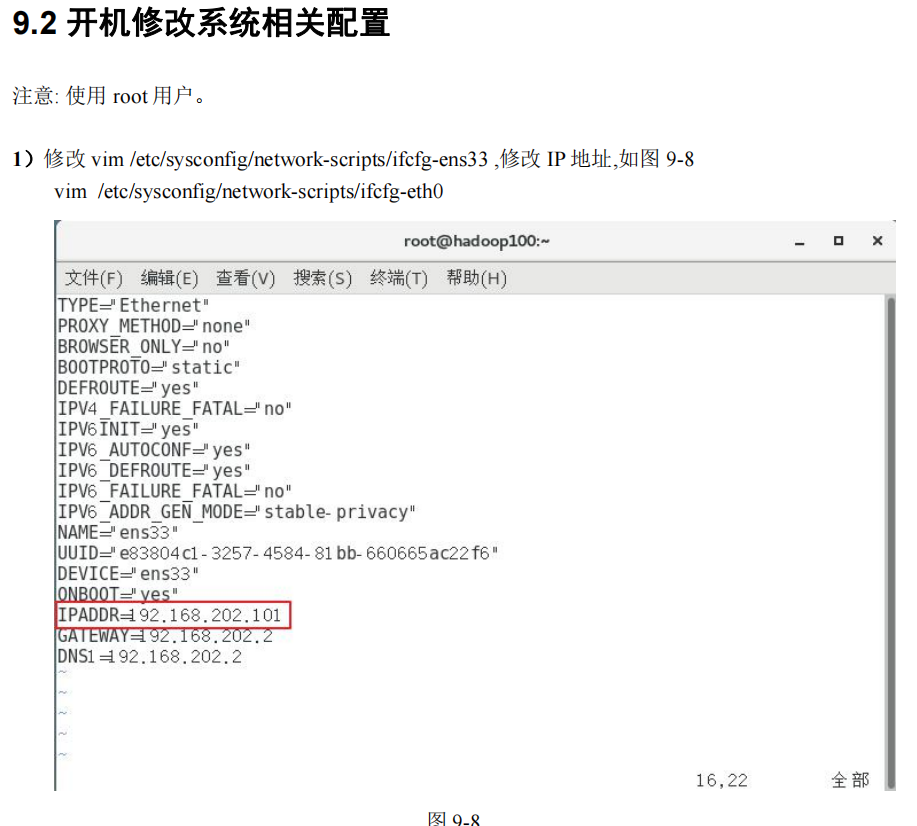 9.2 开机修改系统相关配置
注意: 使用 root 用户。
1）修改 vim /etc/sysconfig/network-scripts/ifcfg-ens33 ,修改 IP 地址,如图 9-8
vim /etc/sysconfig/network-scripts/ifcfg-eth0
root@hadoop100:~
文件(F) 编辑(E) 查看(V) 搜索(S) 终端(T) 帮助(H)
TYPE="Ethernet"
PROXY_METHOD="none"
BROWSER_ONLY="no"
BOOTPROTO="static"
DEFROUTE="yes"
IPV4_FAILURE_FATAL="no"
IPV6INIT="yes"
IPV6_AUTOCONF="yes"
IPV6_DEFROUTE="yes"
IPV6_FAILURE_FATAL="no"
IPV6_ADDR_GEN_MODE="stable-privacy"
NAME="ens33"
UUID="e83804c1-3257-4584-81bb-660665ac22f6"
DEVICE="ens33"
ONBOOT="yes"
IPADDR=192.168.202.101
GATEWAY=192.168.202.2
DNS1=192.168.202.2
~
~
~
~
~
16,22 全部
图 9-8